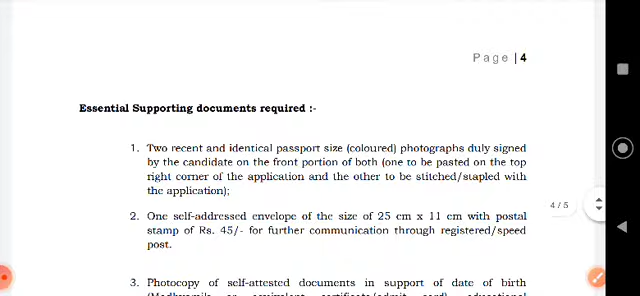 Page | 4
Essential Supporting documents required :-
1. Two recent and identical passport size (coloured) photographs duly signed
by the candidate on the front portion of both (one to be pasted on the top
right corner of the application and the other to be stitched/stapled with
the application);
2. One self-addressed envelope of the size of 25 cm x 11 cm with postal
stamp of Rs. 45/- for further communication through registered/speed
post.
4/5
3. Photocopy of self-attested documents in support of date of birth